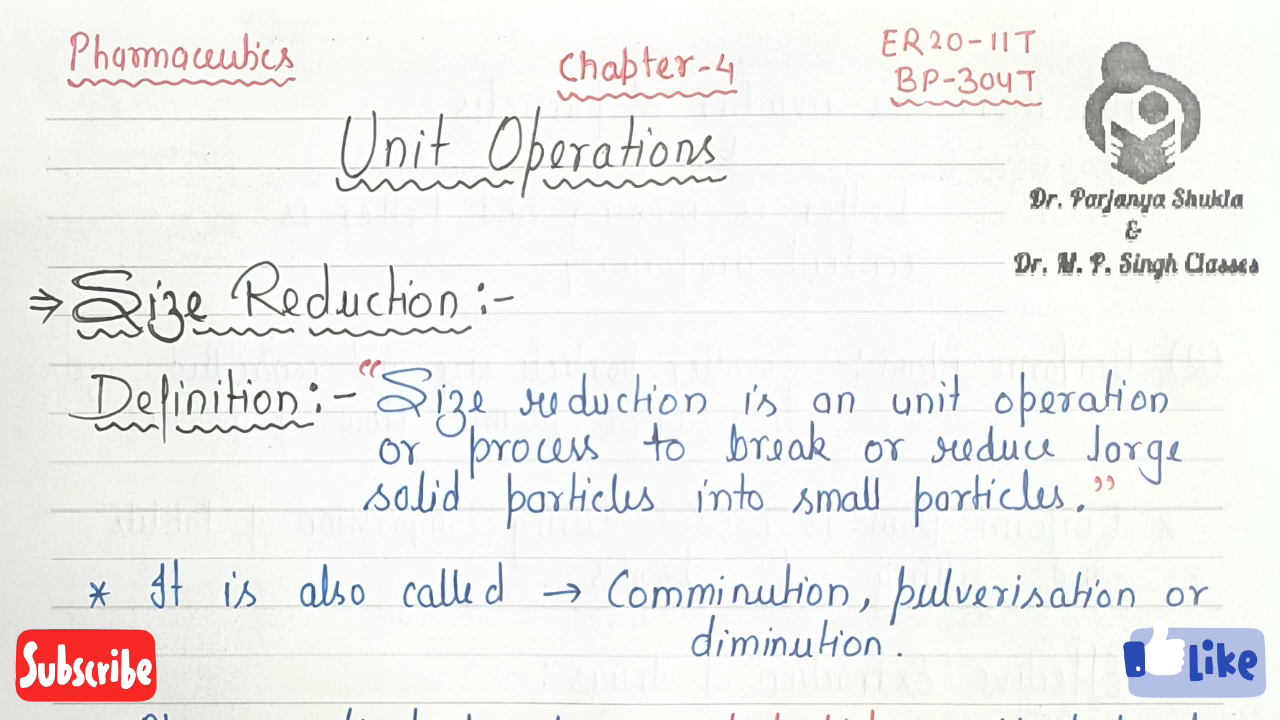 Pharmaceutics
Chapter-4
ER20-11T
BP-304T
Unit Operations
Dr. Parjanya Shukla
&
Dr. M. P. Singh Classes
⇒ Size Reduction :-
Definition :- “Size reduction is an unit operation
or process to break or reduce large
solid particles into small particles.”
* It is also called → Comminution, pulverisation or
diminution.
Subscribe
Like